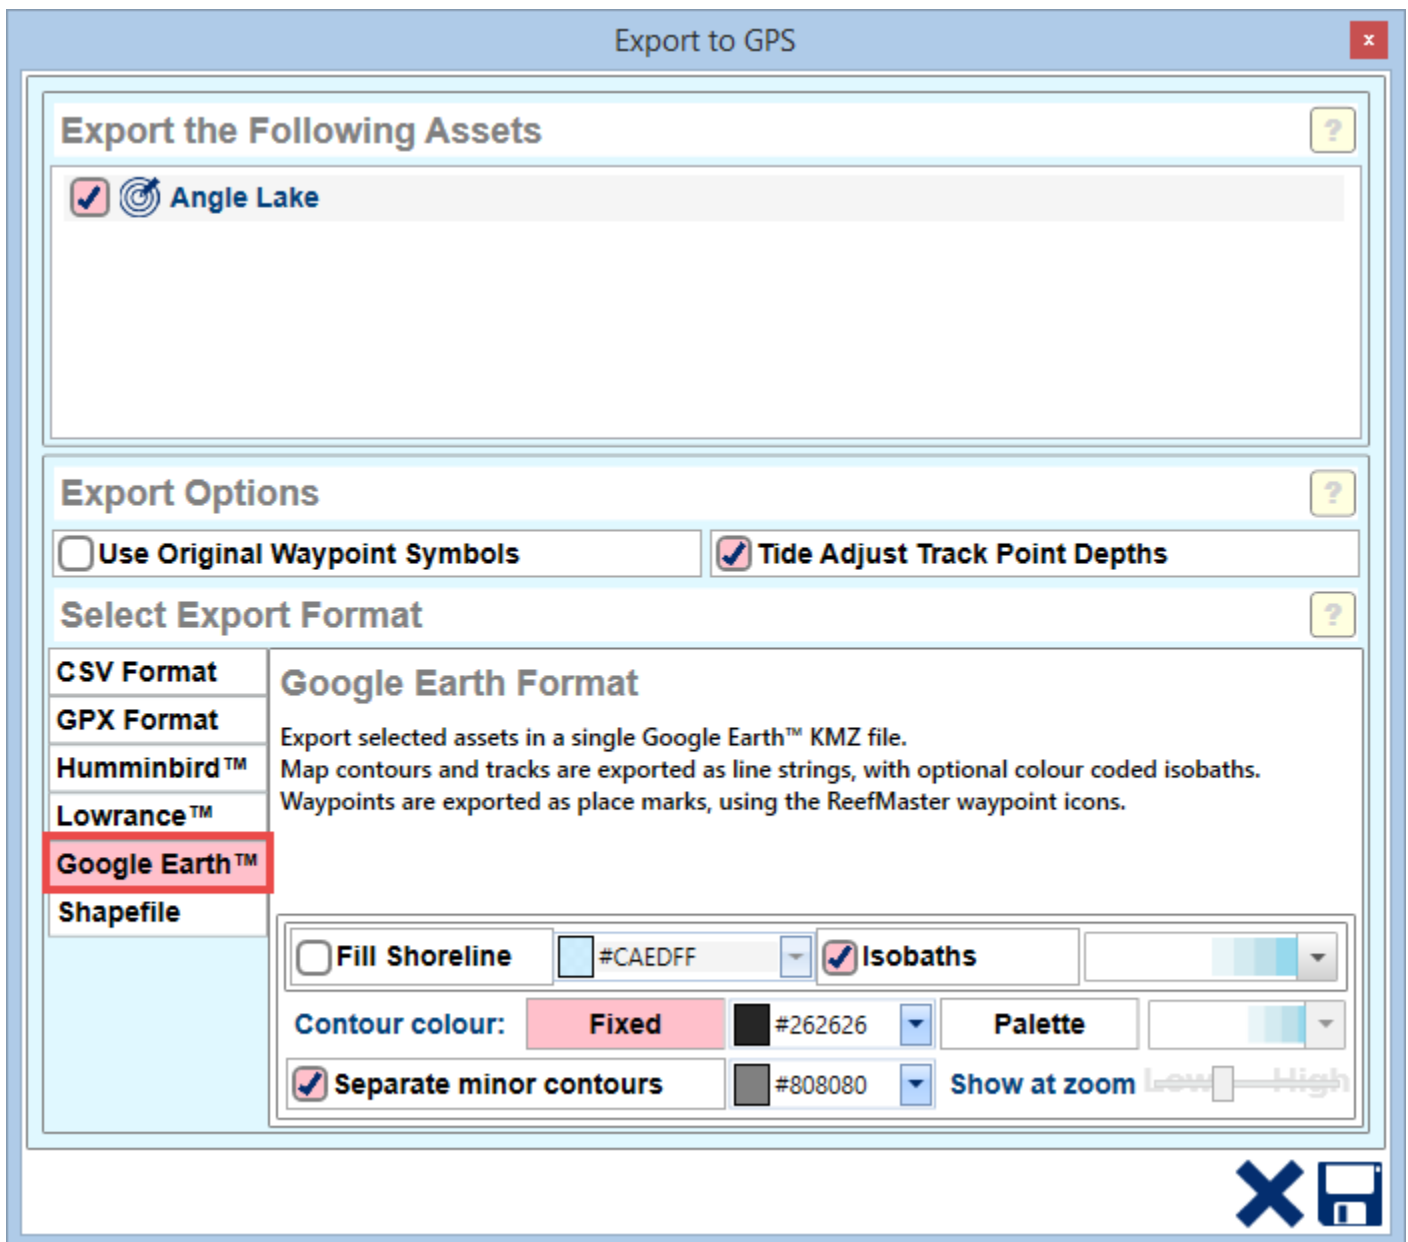 Export to GPS
x
Export the Following Assets ?
Angle Lake
Export Options ?
Use Original Waypoint Symbols Tide Adjust Track Point Depths
Select Export Format ?
CSV Format
GPX Format
Humminbird™
Lowrance™
Google Earth™
Shapefile
Google Earth Format
Export selected assets in a single Google Earth™ KMZ file.
Map contours and tracks are exported as line strings, with optional colour coded isobaths.
Waypoints are exported as place marks, using the ReefMaster waypoint icons.
Fill Shoreline #CAEDFF Isobaths
Contour colour: Fixed #262626 Palette
Separate minor contours #808080 Show at zoom Low High